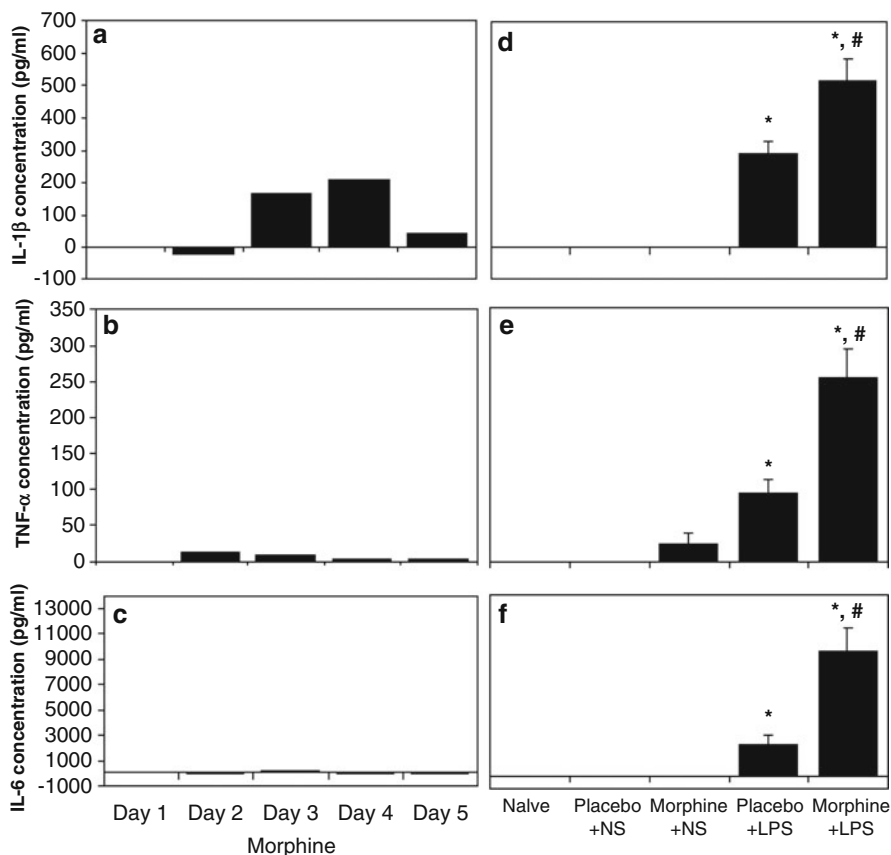 IL-1β concentration (pg/ml)
700
600
500
400
300
200
100
0
-100
a
d
*
*, #
TNF-α concentration (pg/ml)
350
300
250
200
150
100
50
0
b
e
*
*, #
IL-6 concentration (pg/ml)
13000
11000
9000
7000
5000
3000
1000
-1000
c
f
*
*, #
Day 1 Day 2 Day 3 Day 4 Day 5
Morphine
Nalve Placebo Morphine Placebo Morphine
+NS +NS +LPS +LPS